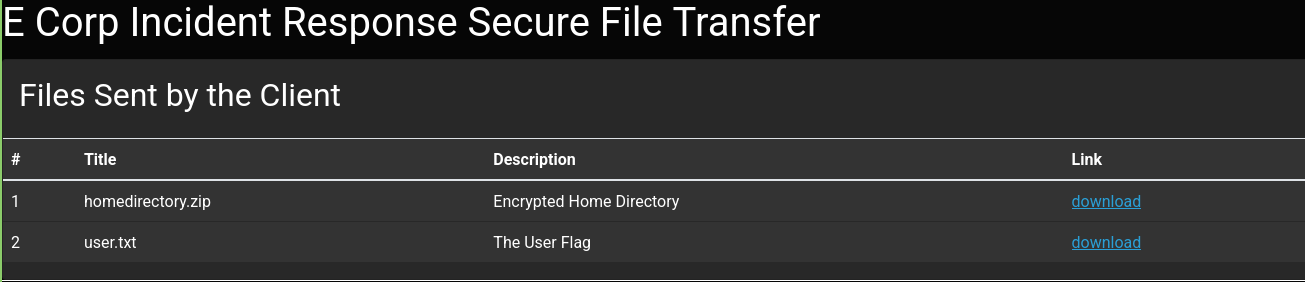 E Corp Incident Response Secure File Transfer
Files Sent by the Client
# Title Description Link
1 homedirectory.zip Encrypted Home Directory download
2 user.txt The User Flag download